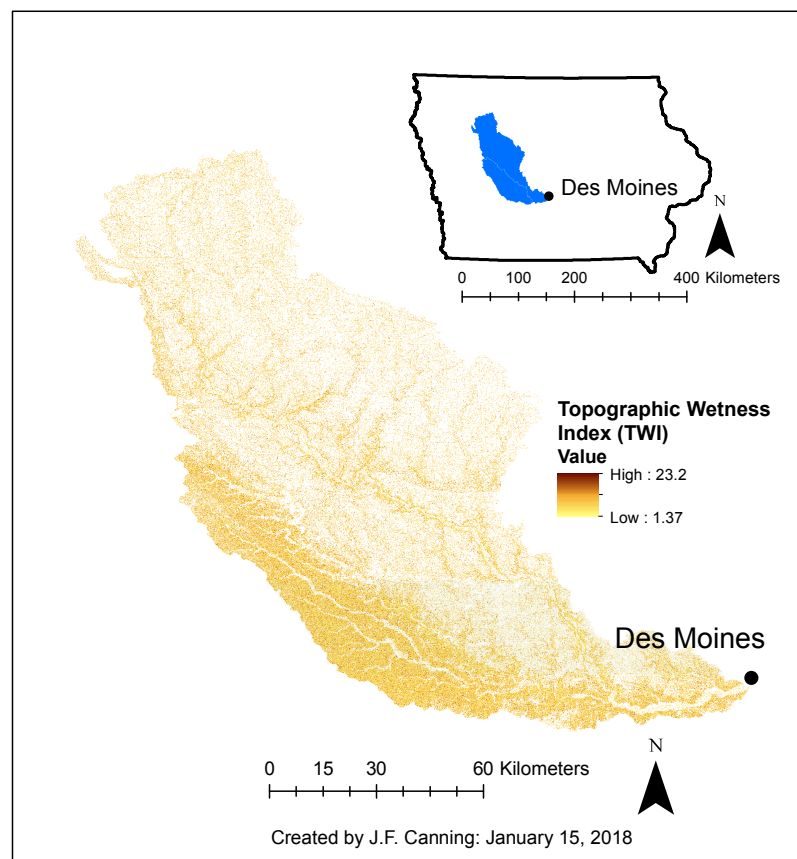 Des Moines
N
0 100 200 400 Kilometers
Topographic Wetness
Index (TWI)
Value
High : 23.2
Low : 1.37
Des Moines
N
0 15 30 60 Kilometers
Created by J.F. Canning: January 15, 2018